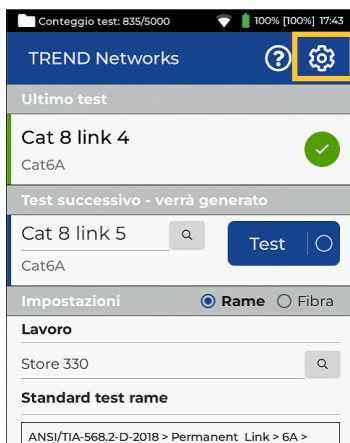 Conteggio test: 835/5000 100% [100%] 17:43
TREND Networks
Ultimo test
Cat 8 link 4
Cat6A
Test successivo - verrà generato
Cat 8 link 5 Test
Cat6A
Impostazioni Rame Fibra
Lavoro
Store 330
Standard test rame
ANSI/TIA-568.2-D-2018 > Permanent Link > 6A >